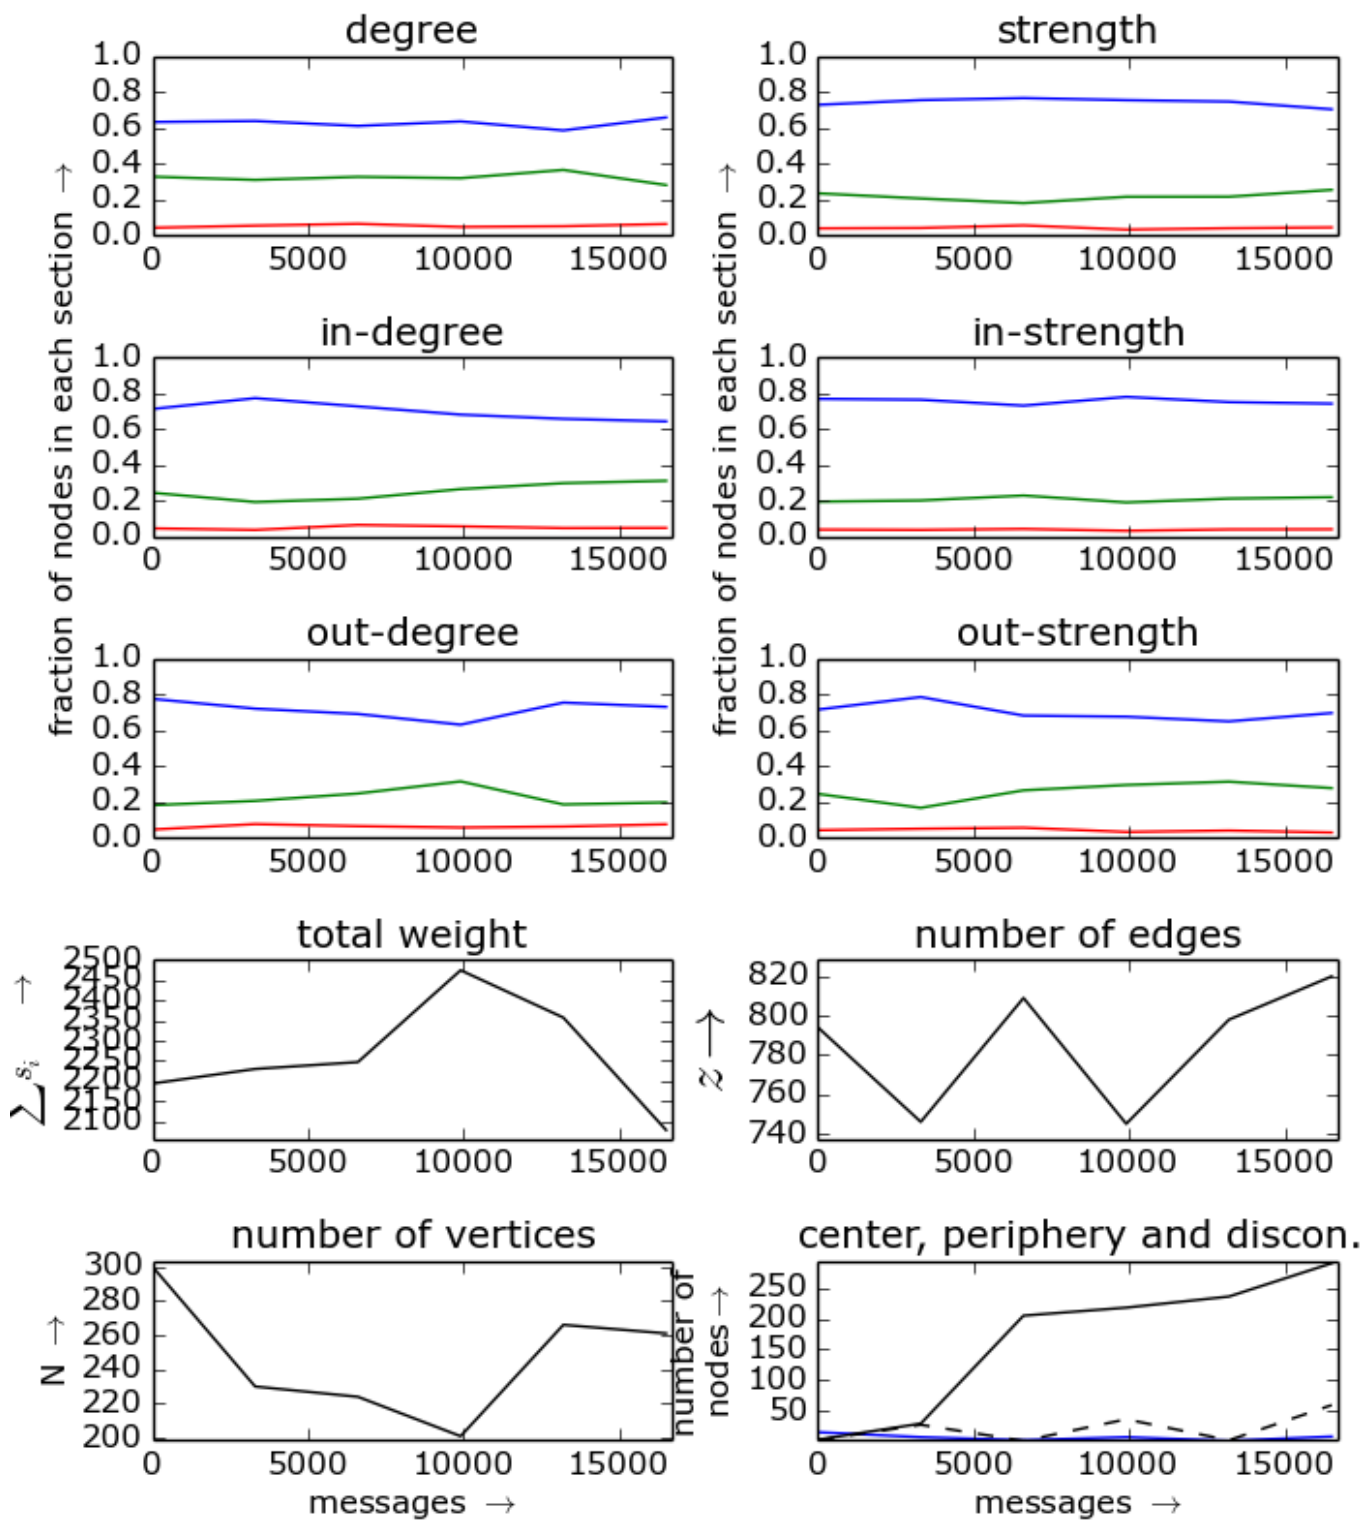 degree
strength
1.0
0.8
0.6
0.4
0.2
0.0
0 5000 10000 15000
1.0
0.8
0.6
0.4
0.2
0.0
0 5000 10000 15000
fraction of nodes in each section →
fraction of nodes in each section →
in-degree
in-strength
1.0
0.8
0.6
0.4
0.2
0.0
0 5000 10000 15000
1.0
0.8
0.6
0.4
0.2
0.0
0 5000 10000 15000
out-degree
out-strength
1.0
0.8
0.6
0.4
0.2
0.0
0 5000 10000 15000
1.0
0.8
0.6
0.4
0.2
0.0
0 5000 10000 15000
total weight
number of edges
∑ s_i →
2500
2450
2400
2350
2300
2250
2200
2150
2100
0 5000 10000 15000
z →
820
800
780
760
740
0 5000 10000 15000
number of vertices
center, periphery and discon.
N →
300
280
260
240
220
200
0 5000 10000 15000
messages →
number of
nodes →
250
200
150
100
50
0 5000 10000 15000
messages →